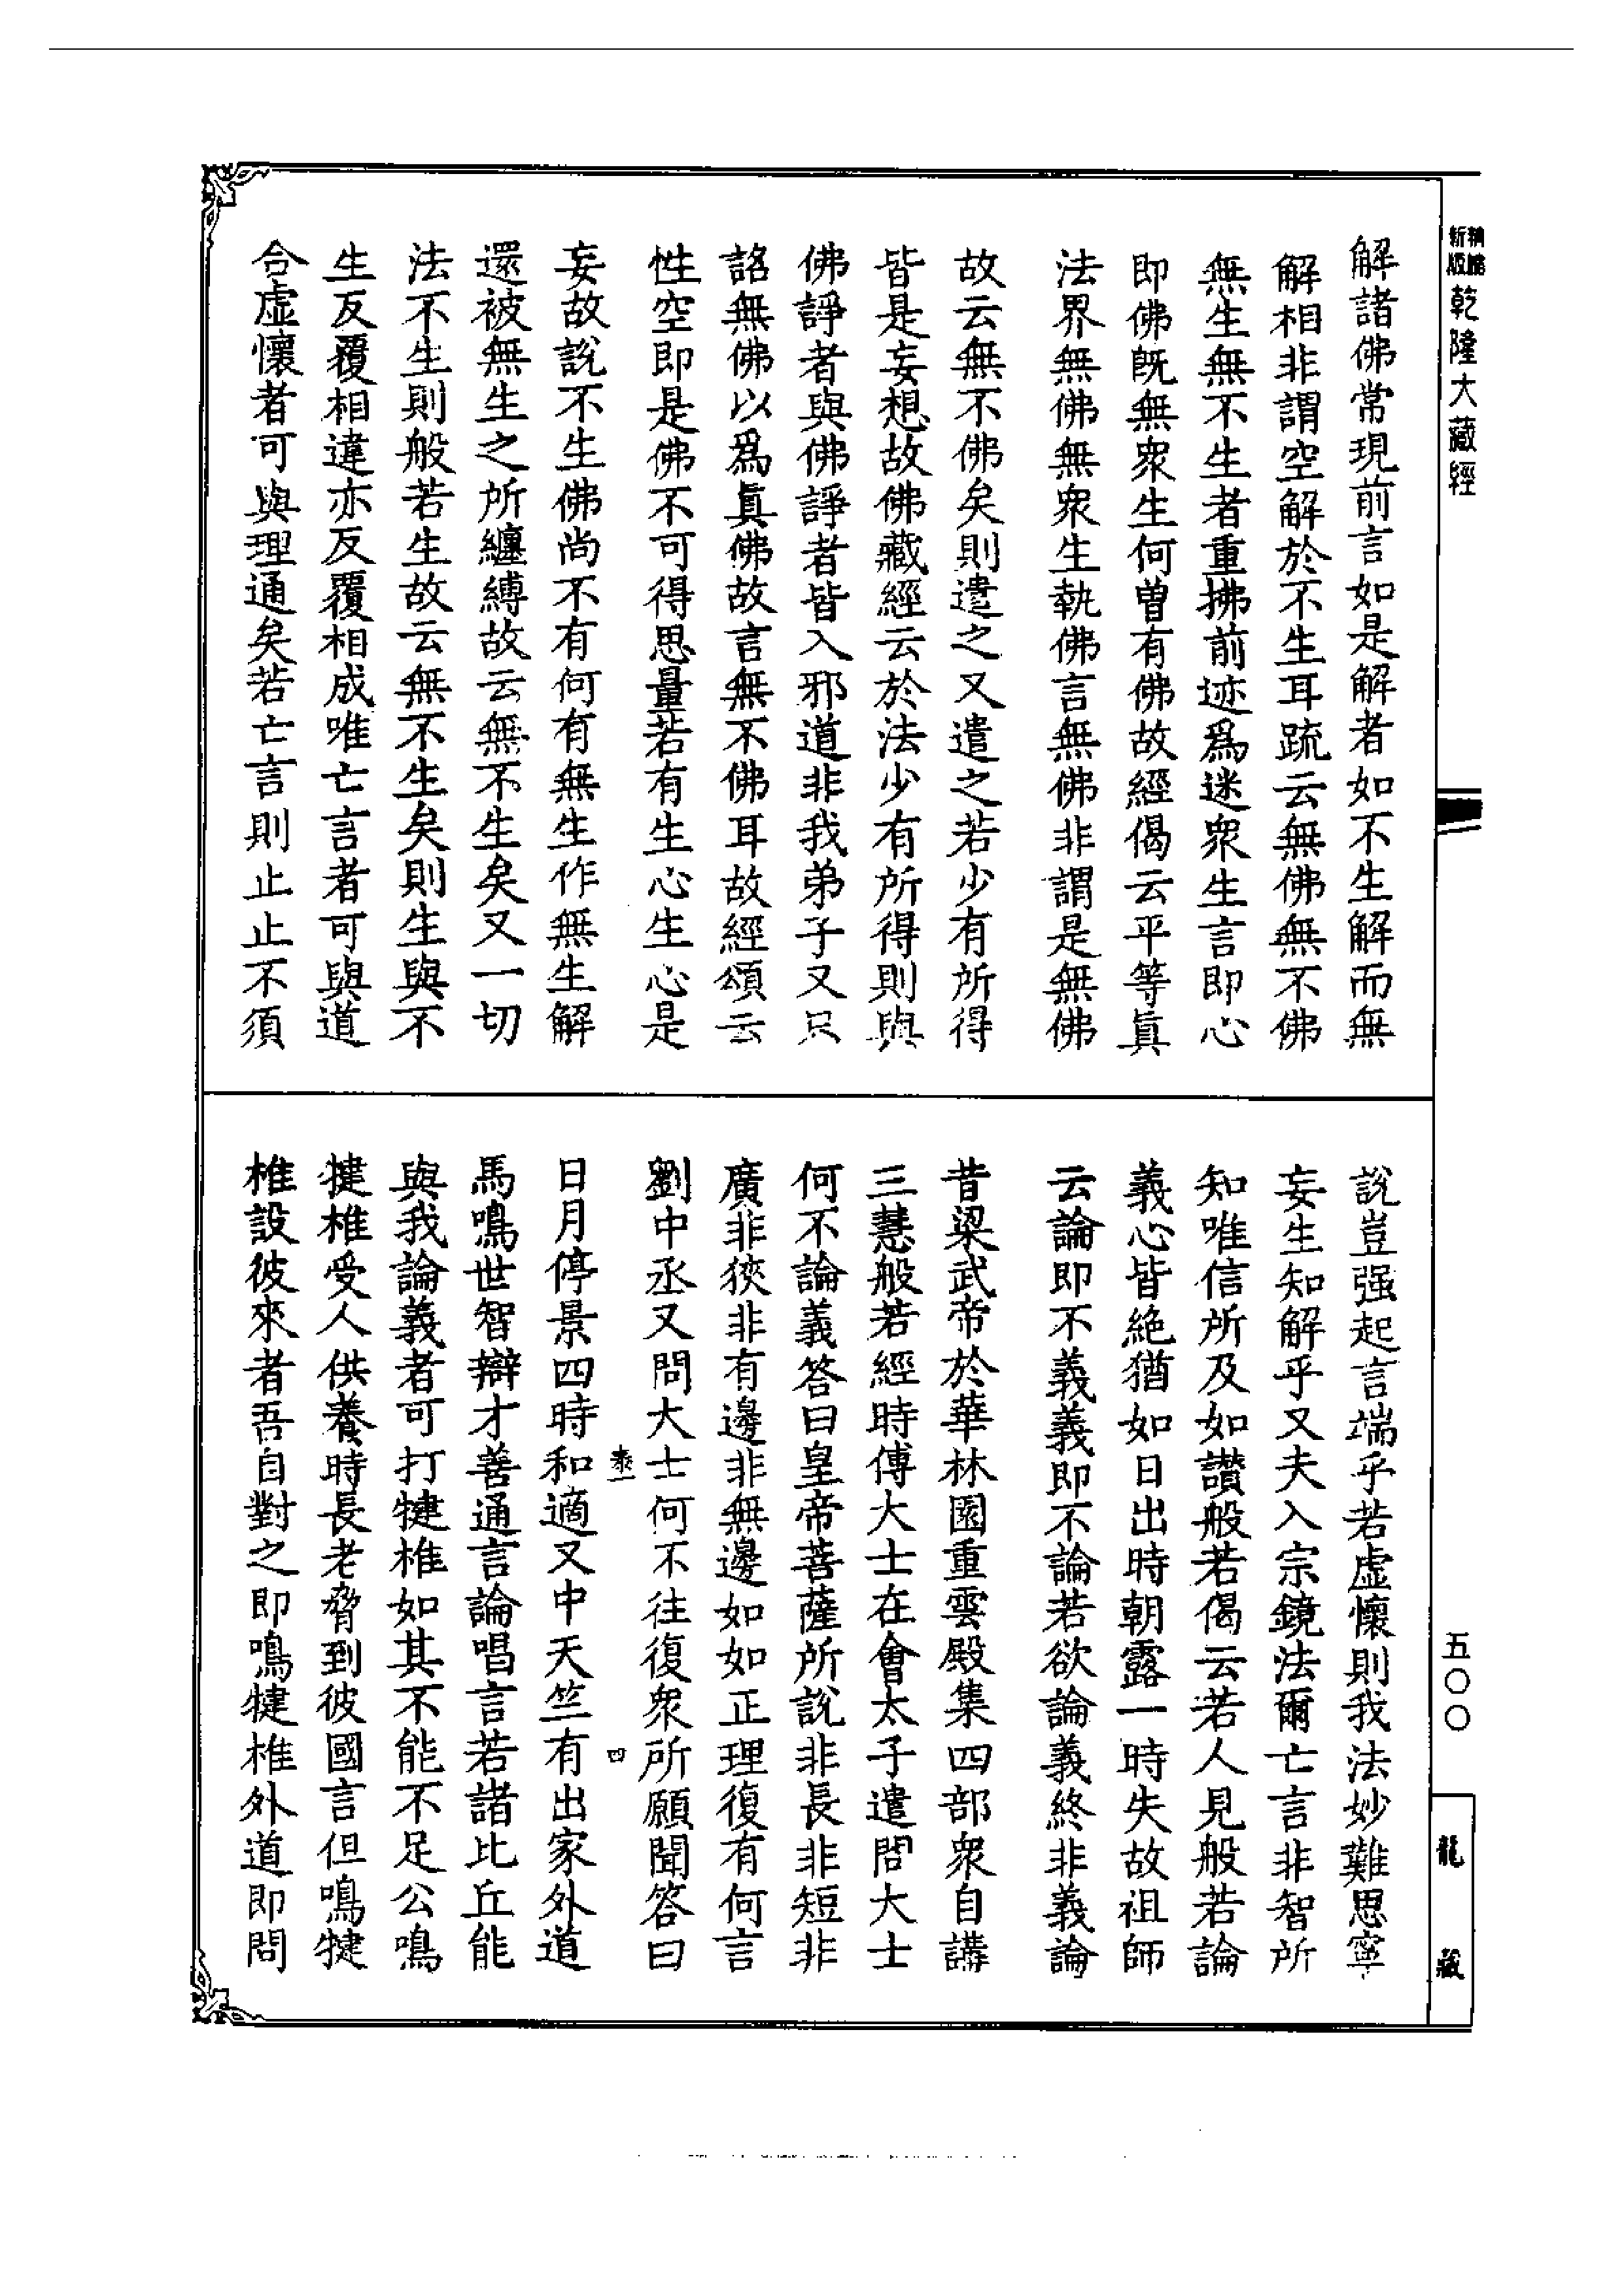 新版
精縮
乾隆大藏經
解諸佛常現前言如是解者如不生解而無
解相非謂空解於不生耳䟽云無佛無不佛
無生無不生者重拂前迹爲迷衆生言即心
即佛旣無衆生何曽有佛故經偈云平等眞
法界無佛無衆生執佛言無佛非謂是無佛
故云無不佛矣則遣之又遣之若少有所得
皆是妄想故佛藏經云於法少有所得則與
佛諍者與佛諍者皆入邪道非我弟子又只
詺無佛以爲眞佛故言無不佛耳故經頌云
性空即是佛不可得思量若有生心生心是
妄故說不生佛尚不有何有無生作無生解
還被無生之所纏縛故云無不生矣又一切
法不生則般若生故云無不生矣則生與不
生反覆相違亦反覆相成唯亡言者可與道
合虛懷者可與理通矣若亡言則止止不須
說豈强起言端乎若虛懷則我法妙難思寧
妄生知解乎又夫入宗鏡法爾亡言非智所
知唯信所及如讃般若偈云若人見般若論
義心皆絕猶如日出時朝露一時失故祖師
云論即不義義即不論若欲論義終非義論
昔梁武帝於華林園重雲殿集四部衆自講
三慧般若經時傅大士在會太子遣問大士
何不論義答曰皇帝菩薩所說非長非短非
廣非狹非有邊非無邊如如正理復有何言
劉中丞又問大士何不往復衆所願聞答曰
泰一
四
日月停景四時和適又中天竺有出家外道
馬鳴世智辯才善通言論唱言若諸比丘能
與我論義者可打犍椎如其不能不足公鳴
犍椎受人供養時長老脅到彼國言但鳴犍
椎設彼來者吾自對之即鳴犍椎外道即問
五〇〇
龍藏